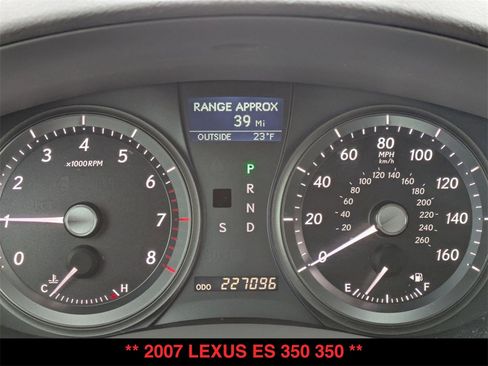 RANGE APPROX
39 Mi
OUTSIDE 23°F
0 1 2 3 4 5 6 7 8
x1000RPM
C H
P
R
N
S D
ODO 227096
0 20 40 60 80 100 120 140 160
MPH
km/h
20 40 60 80 100 120 140 160 180 200 220 240 260
E F
** 2007 LEXUS ES 350 350 **